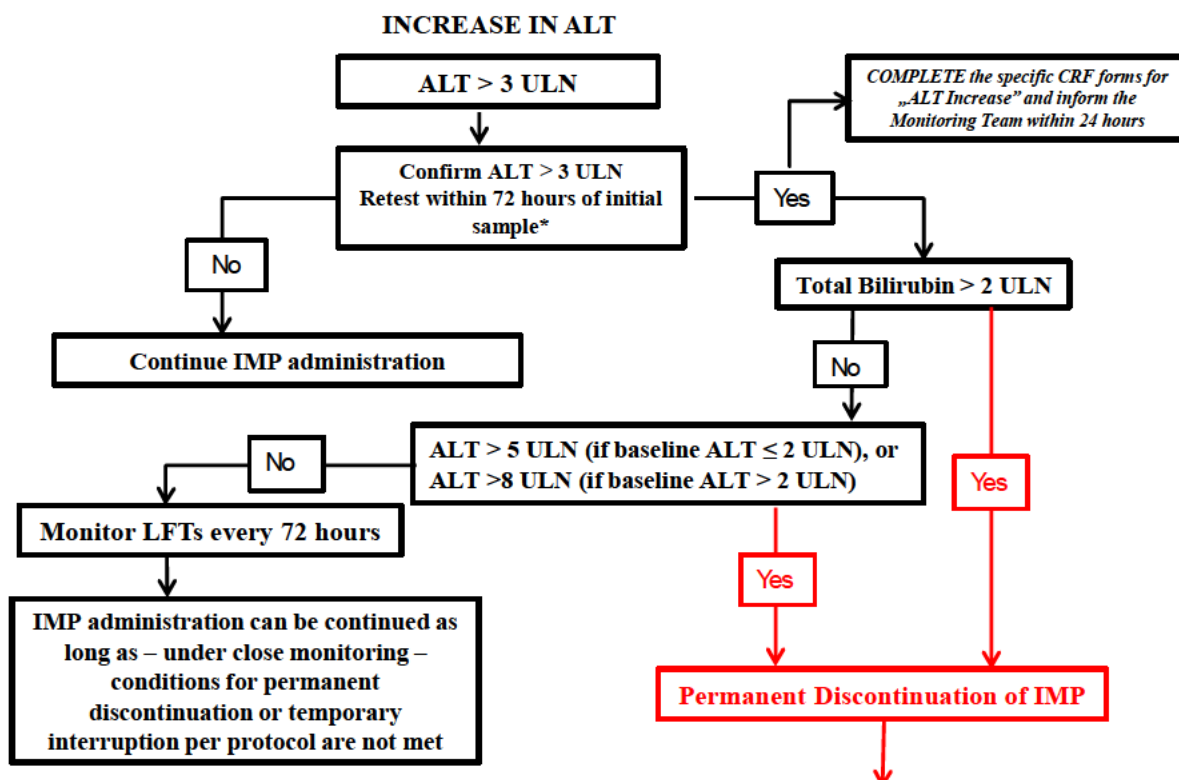 INCREASE IN ALT
ALT > 3 ULN
COMPLETE the specific CRF forms for
„ALT Increase” and inform the
Monitoring Team within 24 hours
Confirm ALT > 3 ULN
Retest within 72 hours of initial
sample*
Yes
No
Total Bilirubin > 2 ULN
Continue IMP administration
No
ALT > 5 ULN (if baseline ALT ≤ 2 ULN), or
ALT >8 ULN (if baseline ALT > 2 ULN)
No
Yes
Monitor LFTs every 72 hours
Yes
IMP administration can be continued as
long as – under close monitoring –
conditions for permanent
discontinuation or temporary
interruption per protocol are not met
Permanent Discontinuation of IMP